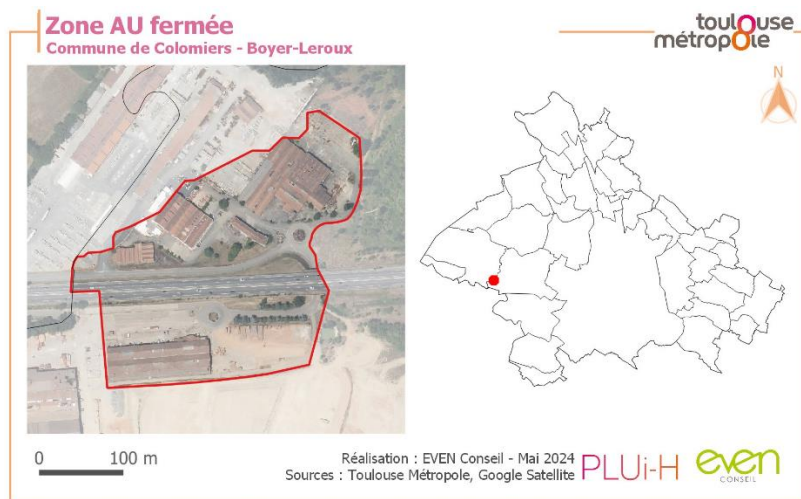 Zone AU fermée
Commune de Colomiers - Boyer-Leroux
toulouse
métropole
N
0 100 m
Réalisation : EVEN Conseil - Mai 2024
Sources : Toulouse Métropole, Google Satellite
PLUi-H
even
CONSEIL